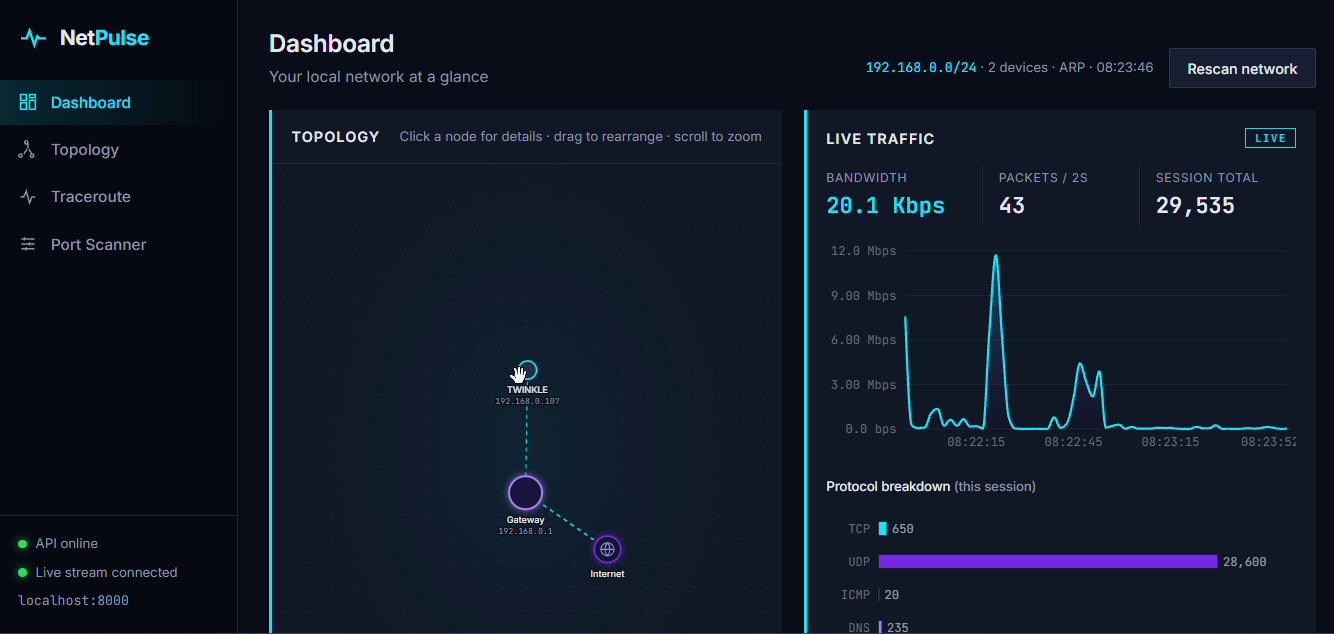 NetPulse
Dashboard
Topology
Traceroute
Port Scanner
API online
Live stream connected
localhost:8000
Dashboard
Your local network at a glance
192.168.0.0/24 · 2 devices · ARP · 08:23:46
Rescan network
TOPOLOGY
Click a node for details · drag to rearrange · scroll to zoom
TWINKLE
192.168.0.107
Gateway
192.168.0.1
Internet
LIVE TRAFFIC
LIVE
BANDWIDTH
20.1 Kbps
PACKETS / 2S
43
SESSION TOTAL
29,535
12.0 Mbps
9.00 Mbps
6.00 Mbps
3.00 Mbps
0.0 bps
08:22:15 08:22:45 08:23:15 08:23:52
Protocol breakdown (this session)
TCP 650
UDP 28,600
ICMP 20
DNS 235